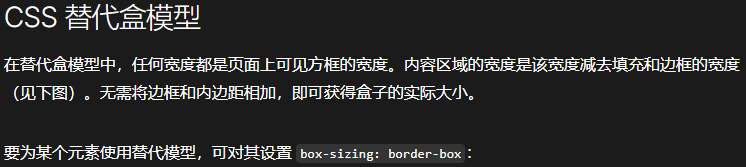 CSS 替代盒模型
在替代盒模型中，任何宽度都是页面上可见方框的宽度。内容区域的宽度是该宽度减去填充和边框的宽度
（见下图）。无需将边框和内边距相加，即可获得盒子的实际大小。
要为某个元素使用替代模型，可对其设置 box-sizing: border-box：